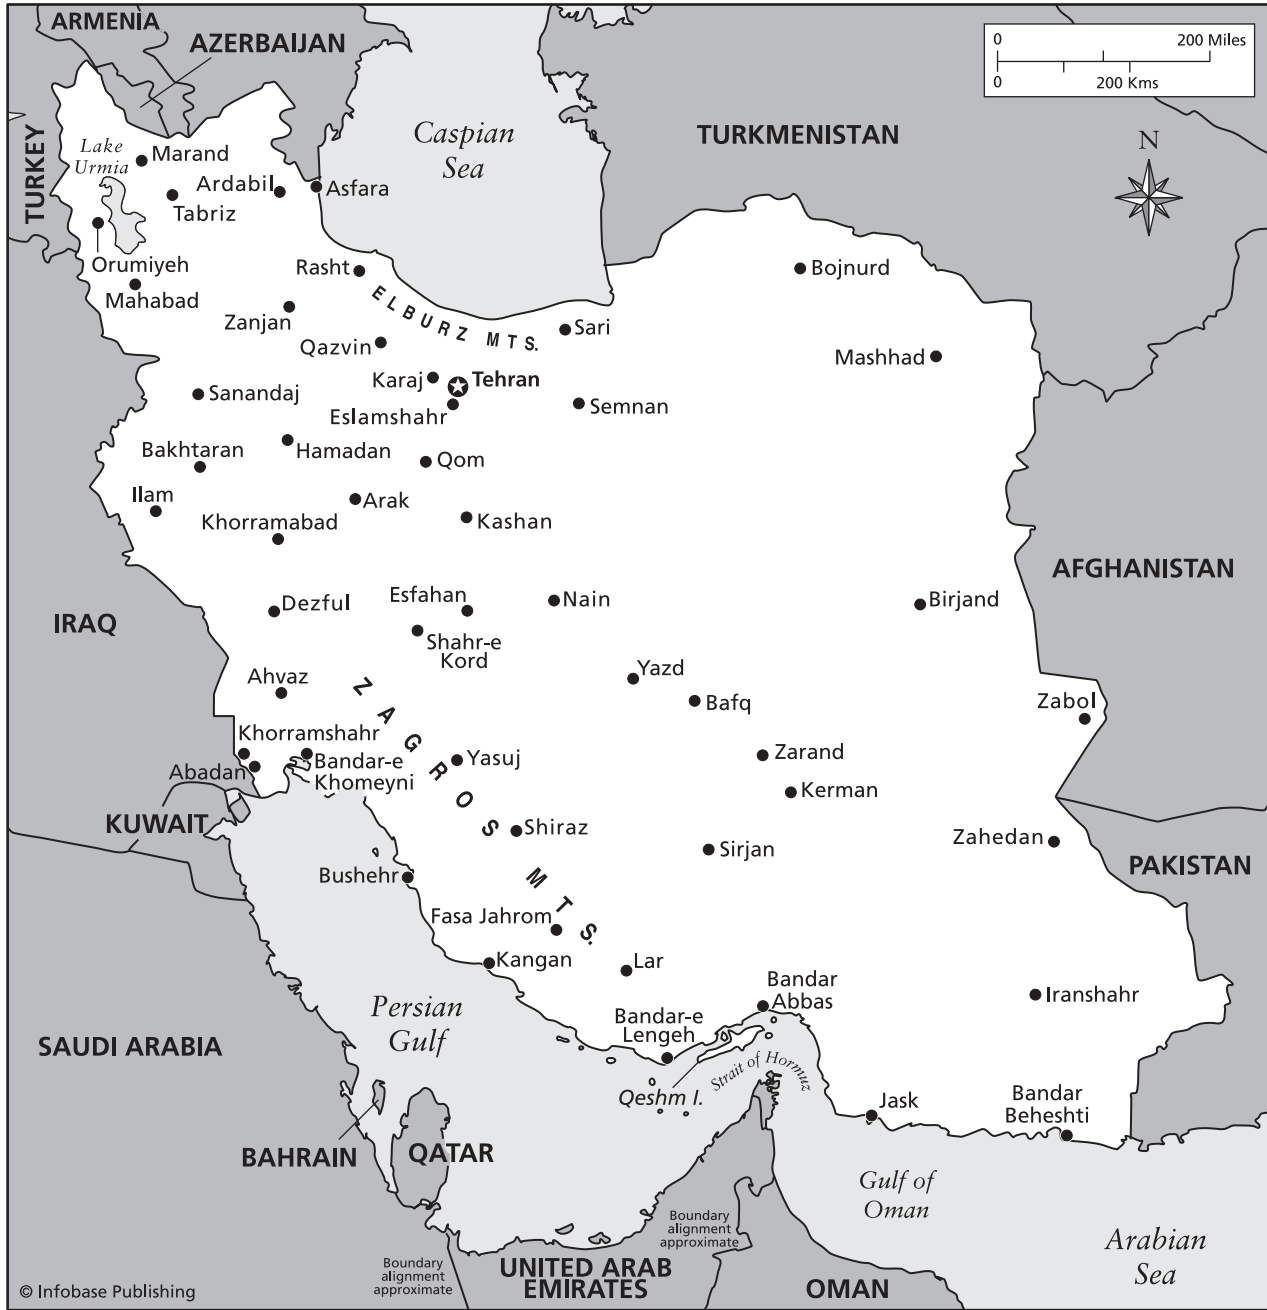 ARMENIA
AZERBAIJAN
0 200 Miles
0 200 Kms
Caspian
Sea
TURKMENISTAN
TURKEY
Lake
Urmia
Marand
N
Ardabil
Asfara
Tabriz
Orumiyeh
Mahabad
Rasht
Bojnurd
ELBURZ MTS.
Zanjan
Sari
Qazvin
Mashhad
Karaj
Tehran
Sanandaj
Eslamshahr
Semnan
Hamadan
Bakhtaran
Qom
Ilam
Arak
Khorramabad
Kashan
AFGHANISTAN
Dezful
Esfahan
Nain
Birjand
IRAQ
Shahr-e
Kord
Yazd
Ahvaz
ZAGROS MTS.
Bafq
Zabol
Khorramshahr
Bandar-e
Khomeyni
Yasuj
Zarand
Abadan
Kerman
KUWAIT
Shiraz
Sirjan
Zahedan
PAKISTAN
Bushehr
Fasa Jahrom
Kangan
Lar
Bandar
Abbas
Iranshahr
Persian
Gulf
Bandar-e
Lengeh
SAUDI ARABIA
Strait of Hormuz
Qeshm I.
Jask
Bandar
Beheshti
BAHRAIN
QATAR
Gulf of
Oman
Boundary
alignment
approximate
Arabian
Sea
Boundary
alignment
approximate
UNITED ARAB
EMIRATES
OMAN
© Infobase Publishing